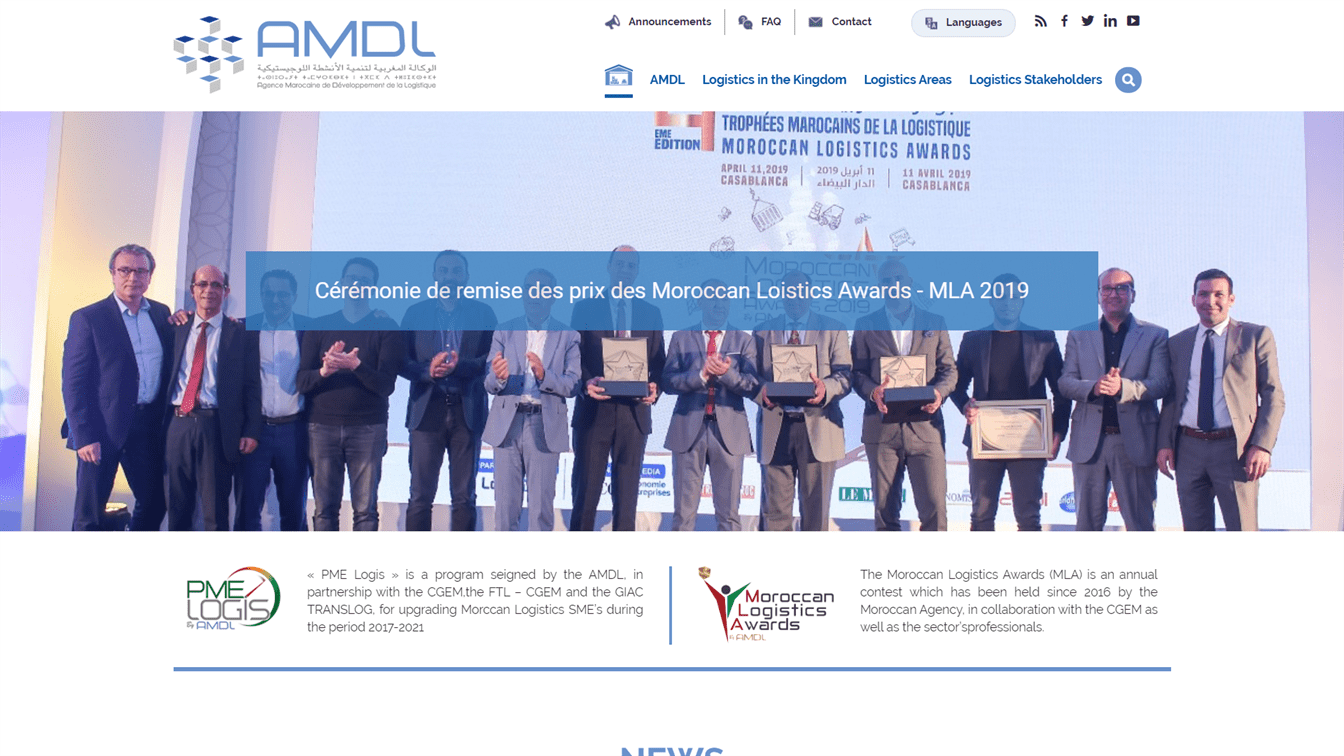 Announcements
FAQ
Contact
Languages
AMDL
الوكالة المغربية لتنمية الأنشطة اللوجيستيكية
Agence Marocaine de Développement de la Logistique
AMDL
Logistics in the Kingdom
Logistics Areas
Logistics Stakeholders
4
EME
EDITION
TROPHÉES MAROCAINS DE LA LOGISTIQUE
MOROCCAN LOGISTICS AWARDS
APRIL 11,2019
CASABLANCA
11 أبريل 2019
الدار البيضاء
11 AVRIL 2019
CASABLANCA
Cérémonie de remise des prix des Moroccan Loistics Awards - MLA 2019
PME
LOGIS
By AMDL
« PME Logis » is a program seigned by the AMDL, in
partnership with the CGEM,the FTL – CGEM and the GIAC
TRANSLOG, for upgrading Morccan Logistics SME's during
the period 2017-2021
Moroccan
Logistics
Awards
By AMDL
The Moroccan Logistics Awards (MLA) is an annual
contest which has been held since 2016 by the
Moroccan Agency, in collaboration with the CGEM as
well as the sector'sprofessionals.
NEWS